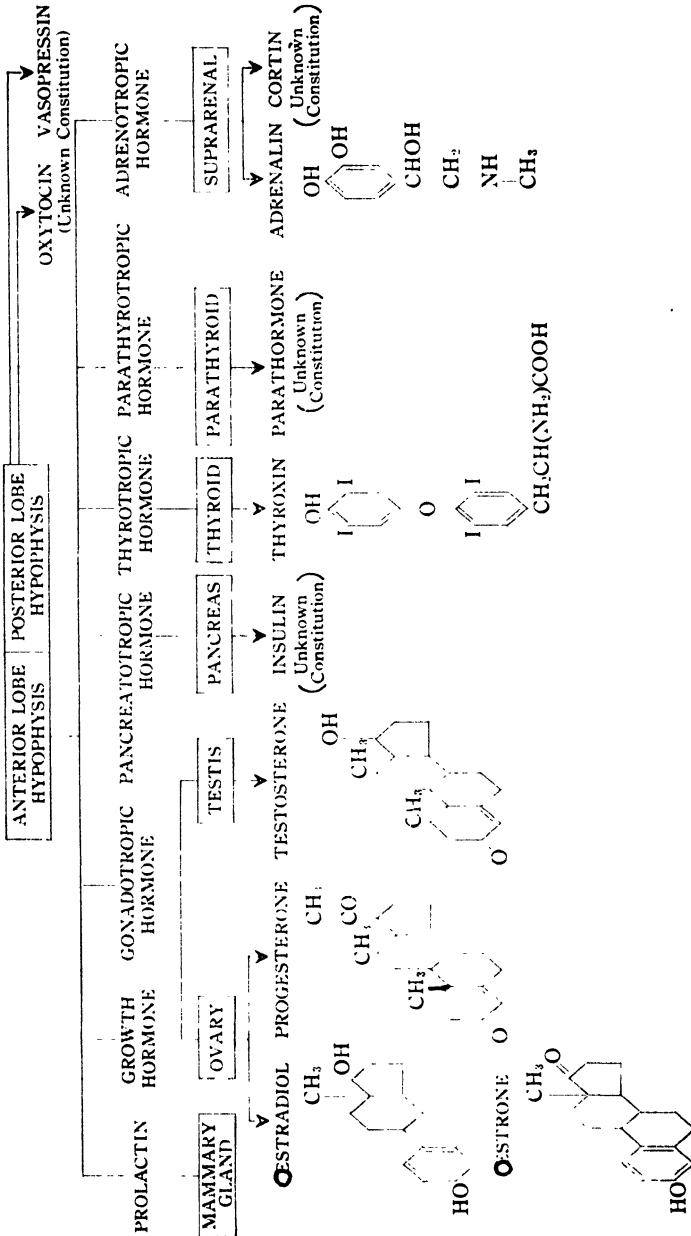 ANTERIOR LOBE HYPOPHYSIS
POSTERIOR LOBE HYPOPHYSIS
OXYTOCIN VASOPRESSIN
(Unknown Constitution)
PROLACTIN
GROWTH HORMONE
GONADOTROPIC HORMONE
PANCREATOTROPIC HORMONE
THYROTROPIC HORMONE
PARATHYROTROPIC HORMONE
ADRENOTROPIC HORMONE
MAMMARY GLAND
OVARY
TESTIS
PANCREAS
THYROID
PARATHYROID
SUPRARENAL
OESTRADIOL
PROGESTERONE
TESTOSTERONE
INSULIN
(Unknown Constitution)
THYROXIN
PARATHORMONE
(Unknown Constitution)
ADRENALIN
CORTIN
(Unknown Constitution)
CH₃
OH
HO
CH₃
CO
CH₃
CH₃
O
OH
CH₃
CH₃
O
OH
I I
O
I I
CH₂CH(NH₂)COOH
OH
OH
CHOH
CH₂
NH
CH₃
OESTRONE
CH₃
O
HO